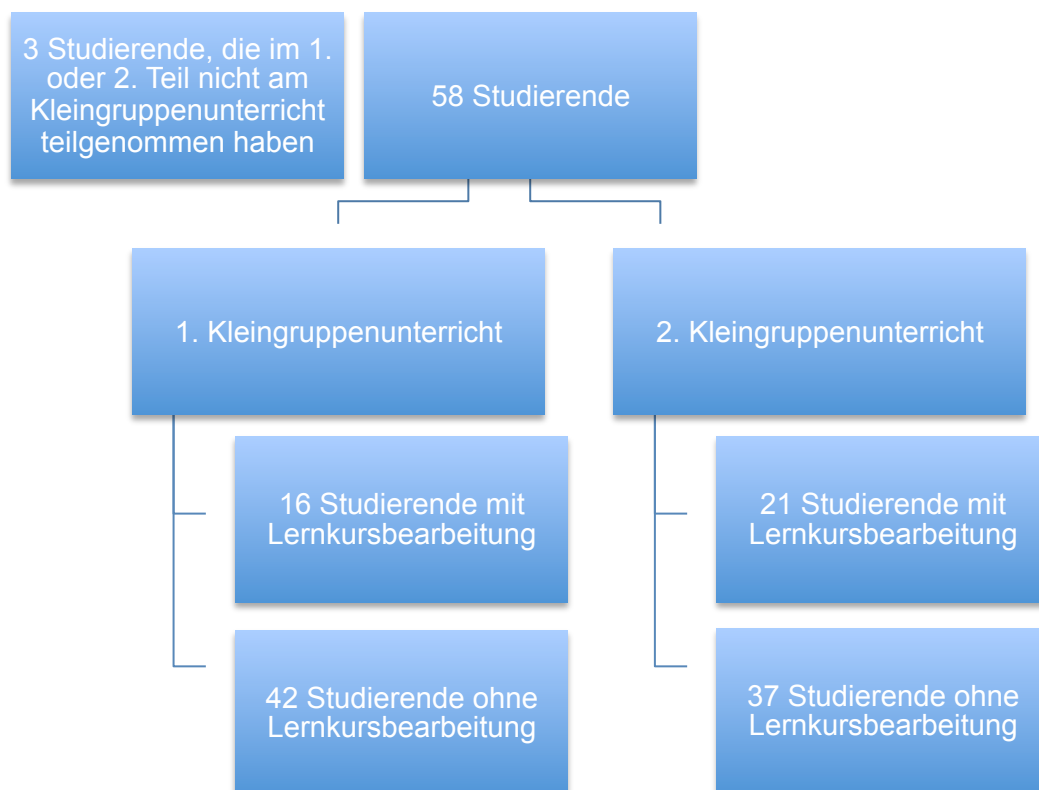 3 Studierende, die im 1.
oder 2. Teil nicht am
Kleingruppenunterricht
teilgenommen haben
58 Studierende
1. Kleingruppenunterricht
2. Kleingruppenunterricht
16 Studierende mit
Lernkursbearbeitung
21 Studierende mit
Lernkursbearbeitung
42 Studierende ohne
Lernkursbearbeitung
37 Studierende ohne
Lernkursbearbeitung